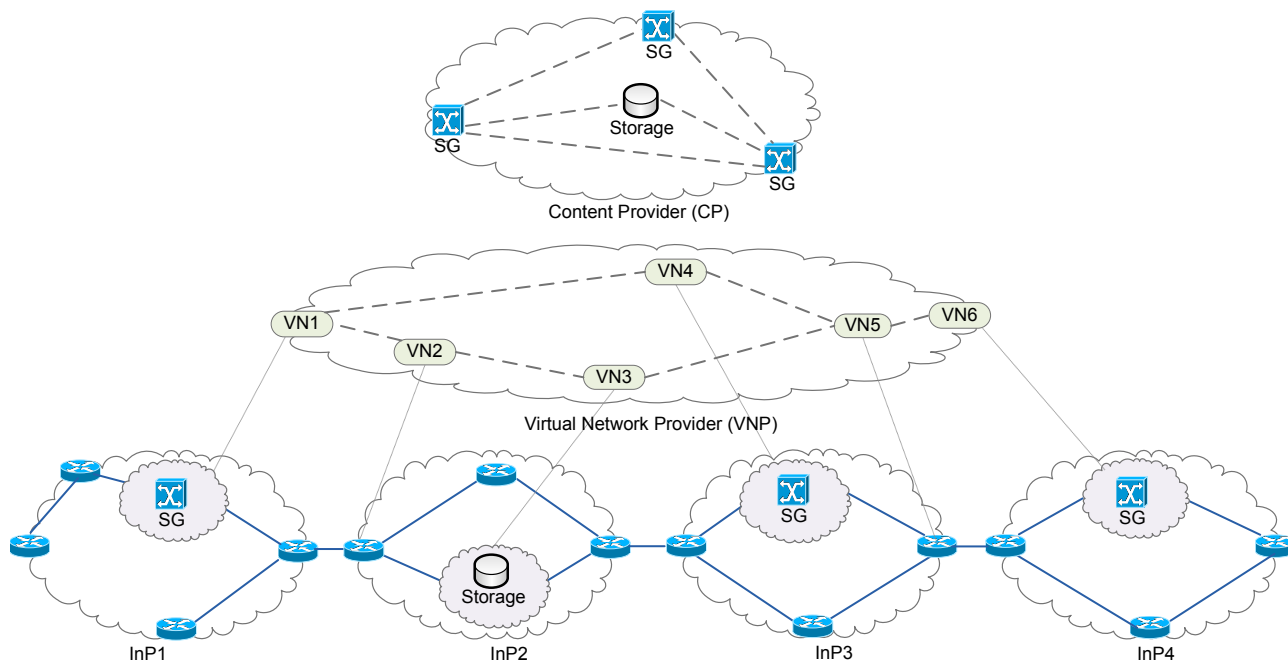 SG
Storage
SG
SG
Content Provider (CP)
VN4
VN1
VN6
VN5
VN2
VN3
Virtual Network Provider (VNP)
SG
SG
SG
Storage
InP1
InP2
InP3
InP4